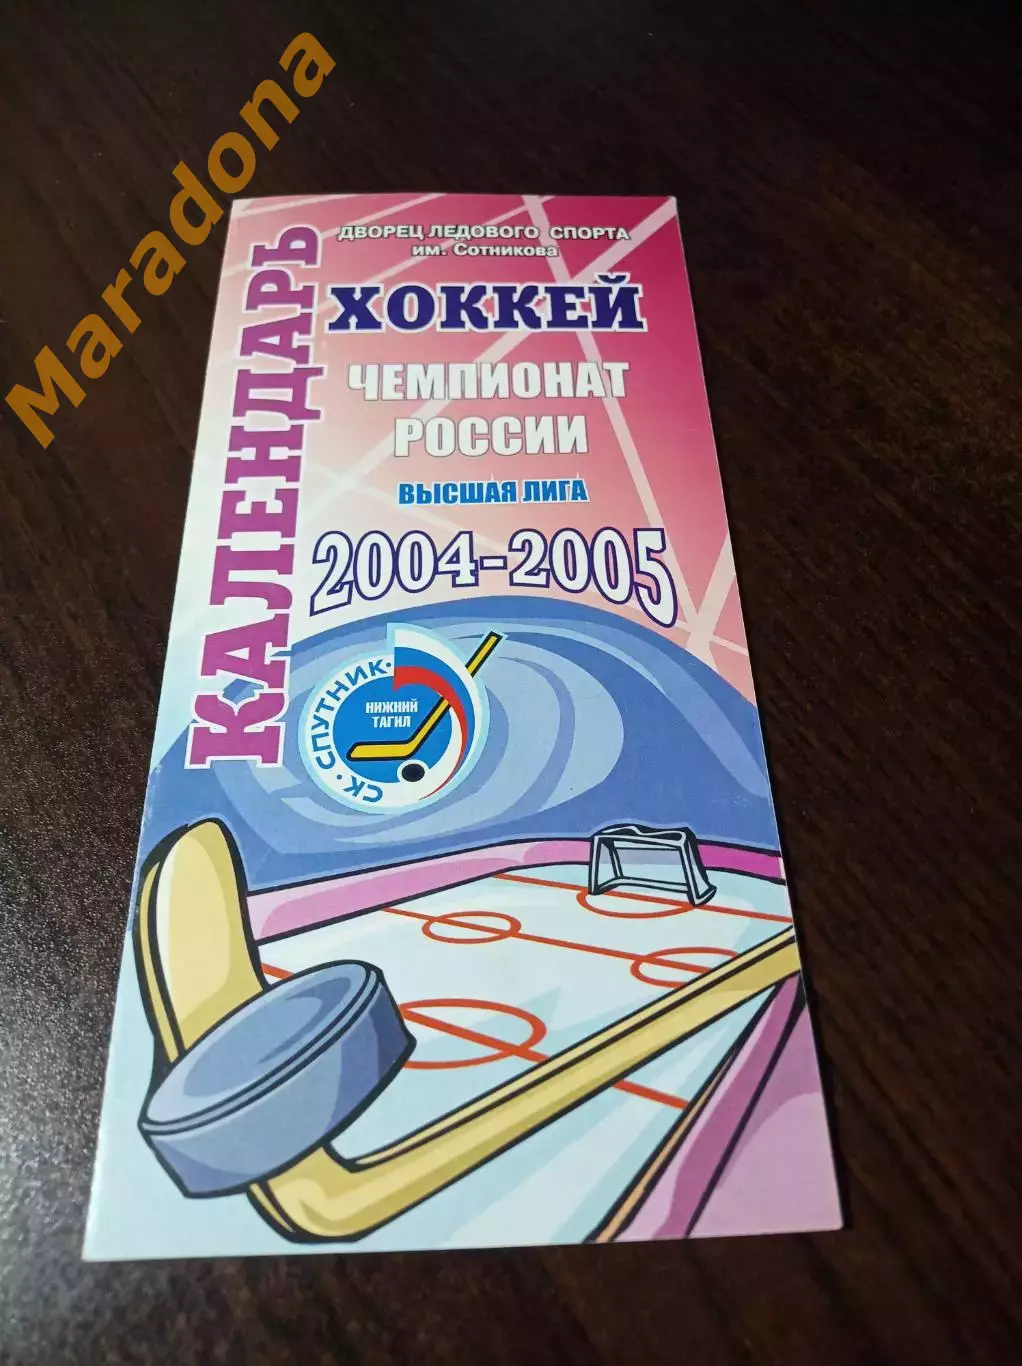 Maradona
ДВОРЕЦ ЛЕДОВОГО СПОРТА
им. Сотникова
КАЛЕНДАРЬ
ХОККЕЙ
ЧЕМПИОНАТ
РОССИИ
ВЫСШАЯ ЛИГА
2004-2005
СК·СПУТНИК·
НИЖНИЙ
ТАГИЛ